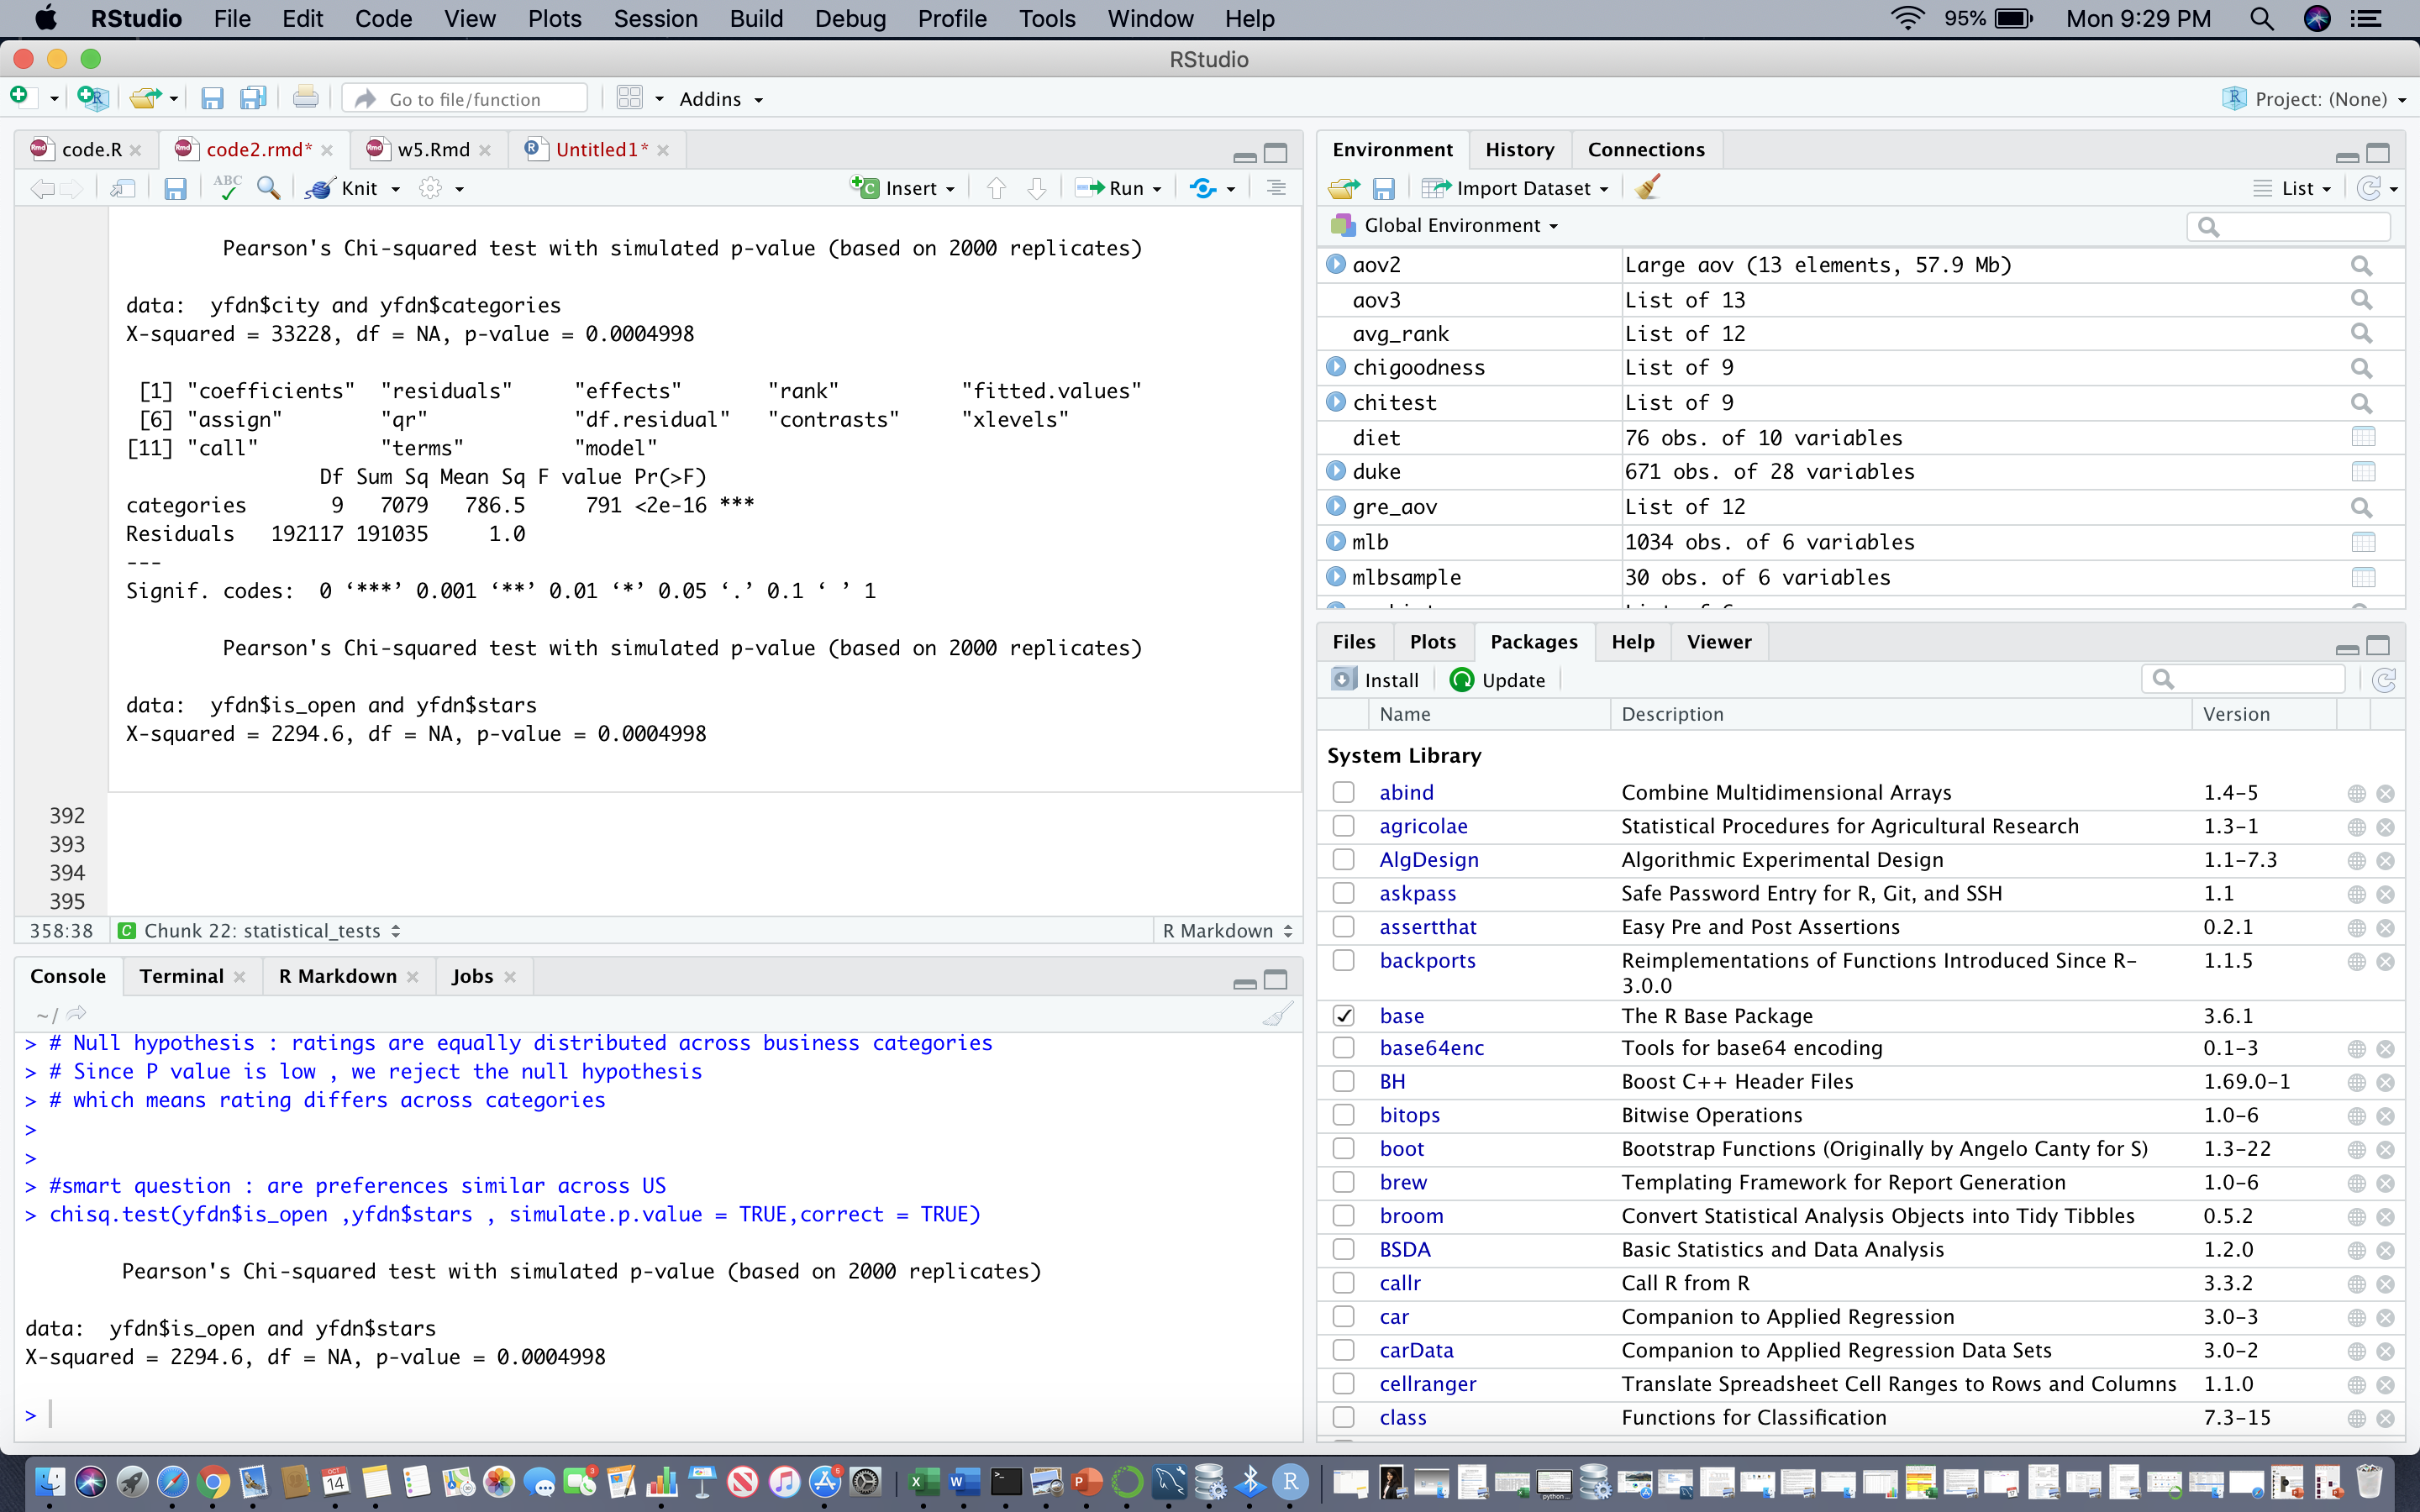 RStudio File Edit Code View Plots Session Build Debug Profile Tools Window Help 95% Mon 9:29 PM
RStudio
Go to file/function Addins Project: (None)
code.R code2.rmd* w5.Rmd Untitled1*
ABC Knit Insert Run
Pearson's Chi-squared test with simulated p-value (based on 2000 replicates)
data:  yfdn$city and yfdn$categories
X-squared = 33228, df = NA, p-value = 0.0004998
[1] "coefficients"  "residuals"     "effects"       "rank"          "fitted.values"
[6] "assign"        "qr"            "df.residual"   "contrasts"     "xlevels"
[11] "call"          "terms"         "model"
Df Sum Sq Mean Sq F value Pr(>F)
categories       9   7079   786.5     791 <2e-16 ***
Residuals   192117 191035     1.0
---
Signif. codes:  0 ‘***’ 0.001 ‘**’ 0.01 ‘*’ 0.05 ‘.’ 0.1 ‘ ’ 1
Pearson's Chi-squared test with simulated p-value (based on 2000 replicates)
data:  yfdn$is_open and yfdn$stars
X-squared = 2294.6, df = NA, p-value = 0.0004998
392
393
394
395
358:38 Chunk 22: statistical_tests R Markdown
Console Terminal R Markdown Jobs
~/
> # Null hypothesis : ratings are equally distributed across business categories
> # Since P value is low , we reject the null hypothesis
> # which means rating differs across categories
>
>
> #smart question : are preferences similar across US
> chisq.test(yfdn$is_open ,yfdn$stars , simulate.p.value = TRUE,correct = TRUE)
Pearson's Chi-squared test with simulated p-value (based on 2000 replicates)
data:  yfdn$is_open and yfdn$stars
X-squared = 2294.6, df = NA, p-value = 0.0004998
>
Environment History Connections
Import Dataset List
Global Environment
aov2 Large aov (13 elements, 57.9 Mb)
aov3 List of 13
avg_rank List of 12
chigoodness List of 9
chitest List of 9
diet 76 obs. of 10 variables
duke 671 obs. of 28 variables
gre_aov List of 12
mlb 1034 obs. of 6 variables
mlbsample 30 obs. of 6 variables
Files Plots Packages Help Viewer
Install Update
Name Description Version
System Library
abind Combine Multidimensional Arrays 1.4-5
agricolae Statistical Procedures for Agricultural Research 1.3-1
AlgDesign Algorithmic Experimental Design 1.1-7.3
askpass Safe Password Entry for R, Git, and SSH 1.1
assertthat Easy Pre and Post Assertions 0.2.1
backports Reimplementations of Functions Introduced Since R- 1.1.5
3.0.0
base The R Base Package 3.6.1
base64enc Tools for base64 encoding 0.1-3
BH Boost C++ Header Files 1.69.0-1
bitops Bitwise Operations 1.0-6
boot Bootstrap Functions (Originally by Angelo Canty for S) 1.3-22
brew Templating Framework for Report Generation 1.0-6
broom Convert Statistical Analysis Objects into Tidy Tibbles 0.5.2
BSDA Basic Statistics and Data Analysis 1.2.0
callr Call R from R 3.3.2
car Companion to Applied Regression 3.0-3
carData Companion to Applied Regression Data Sets 3.0-2
cellranger Translate Spreadsheet Cell Ranges to Rows and Columns 1.1.0
class Functions for Classification 7.3-15
OCT 14